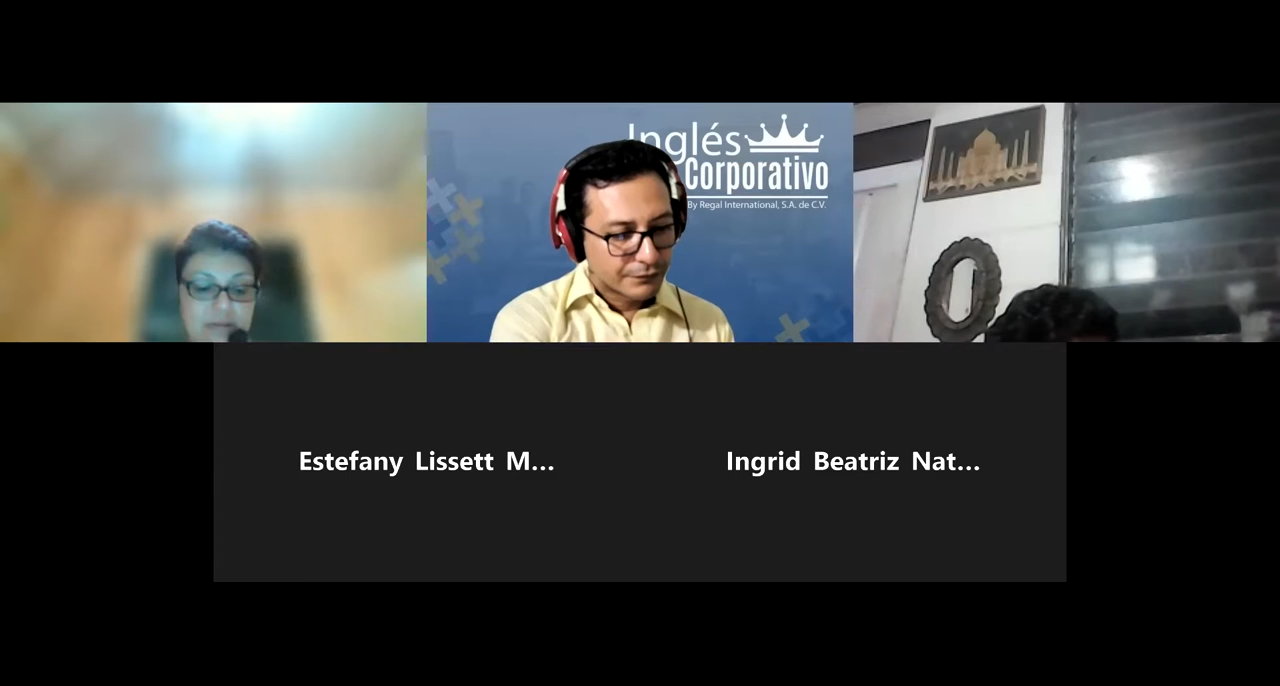 Inglés
Corporativo
By Regal International, S.A. de C.V.
Estefany Lissett M...
Ingrid Beatriz Nat...